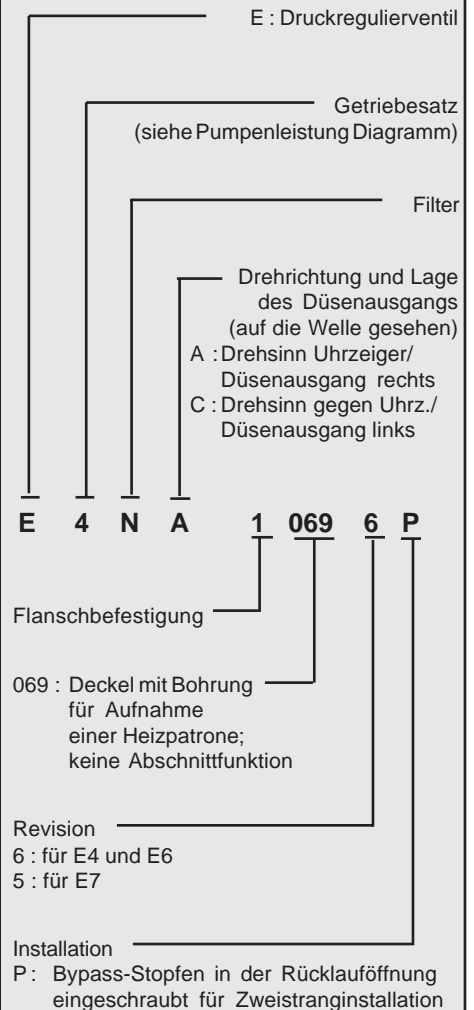 E : Druckregulierventil
Getriebesatz
(siehe Pumpenleistung Diagramm)
Filter
Drehrichtung und Lage
des Düsenausgangs
(auf die Welle gesehen)
A : Drehsinn Uhrzeiger/
Düsenausgang rechts
C : Drehsinn gegen Uhrz./
Düsenausgang links
E 4 N A 1 069 6 P
Flanschbefestigung
069 : Deckel mit Bohrung
für Aufnahme
einer Heizpatrone;
keine Abschnittfunktion
Revision
6 : für E4 und E6
5 : für E7
Installation
P : Bypass-Stopfen in der Rücklauföffnung
eingeschraubt für Zweistranginstallation